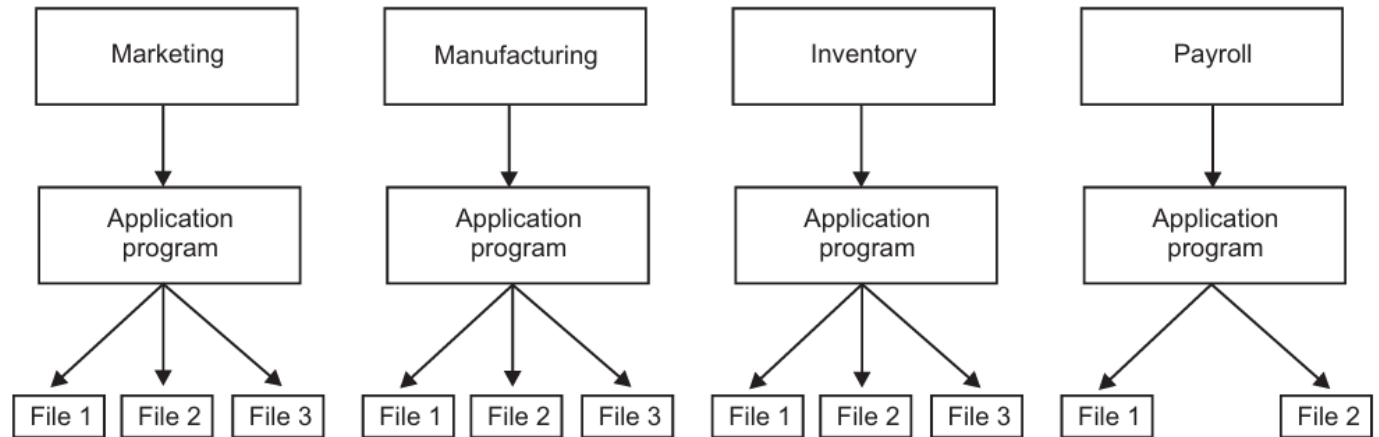 Marketing
Manufacturing
Inventory
Payroll
Application
program
Application
program
Application
program
Application
program
File 1
File 2
File 3
File 1
File 2
File 3
File 1
File 2
File 3
File 1
File 2